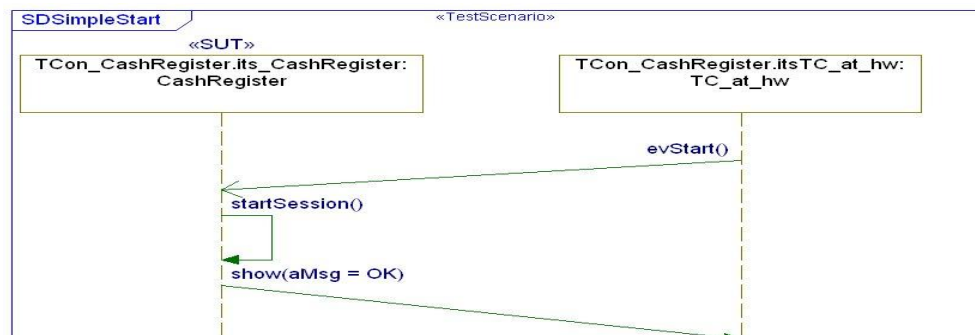 SDSimpleStart
«TestScenario»
«SUT»
TCon_CashRegister.its_CashRegister:
CashRegister
TCon_CashRegister.itsTC_at_hw:
TC_at_hw
evStart()
startSession()
show(aMsg = OK)